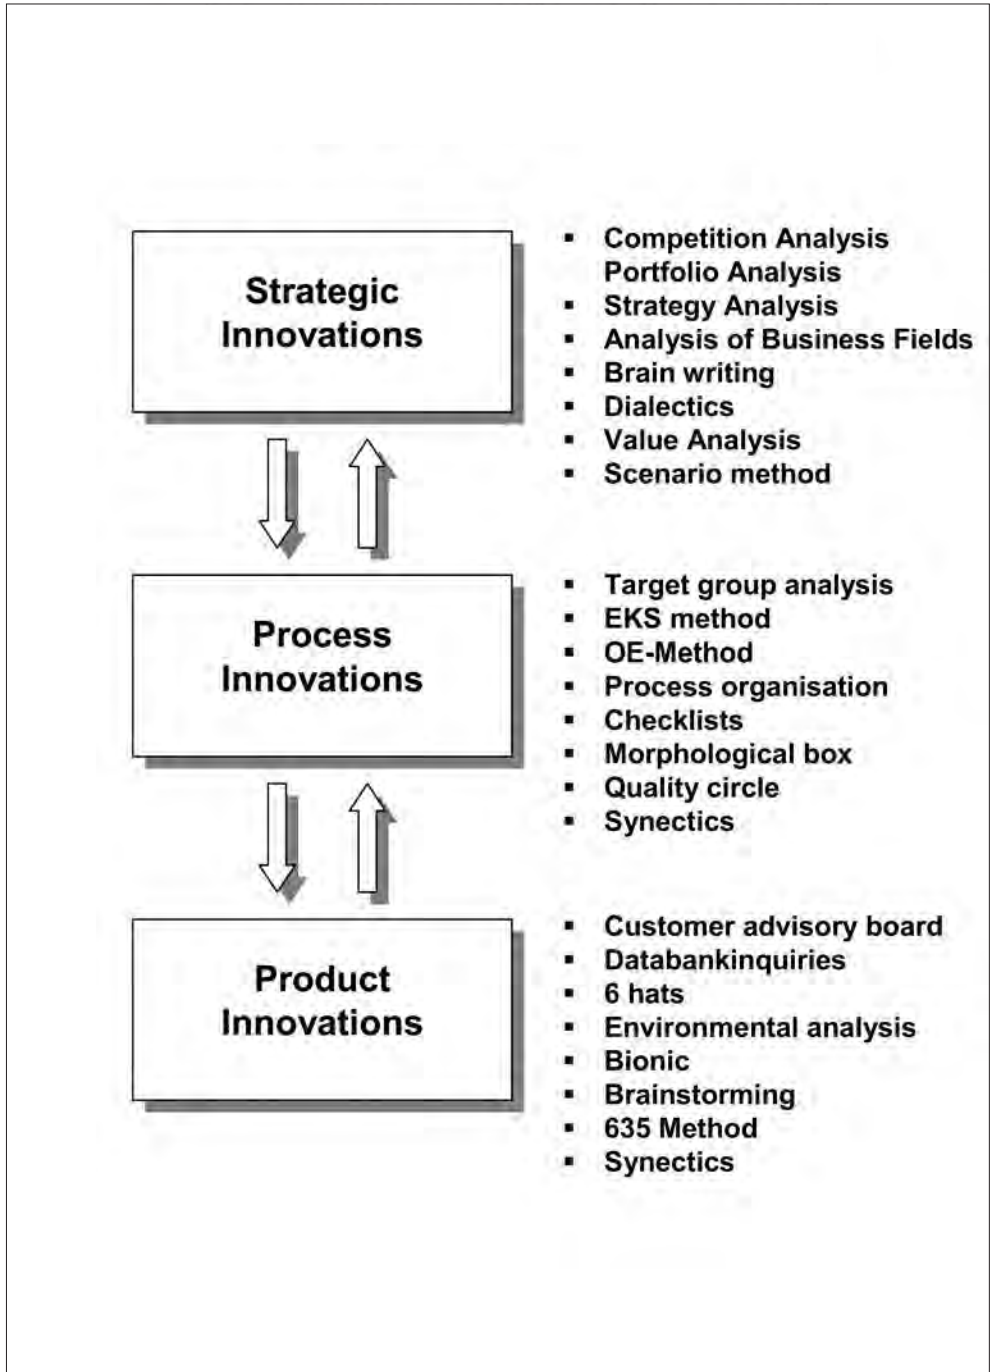 Strategic
Innovations
▪ Competition Analysis
Portfolio Analysis
▪ Strategy Analysis
▪ Analysis of Business Fields
▪ Brain writing
▪ Dialectics
▪ Value Analysis
▪ Scenario method
Process
Innovations
▪ Target group analysis
▪ EKS method
▪ OE-Method
▪ Process organisation
▪ Checklists
▪ Morphological box
▪ Quality circle
▪ Synectics
Product
Innovations
▪ Customer advisory board
▪ Databankinquiries
▪ 6 hats
▪ Environmental analysis
▪ Bionic
▪ Brainstorming
▪ 635 Method
▪ Synectics